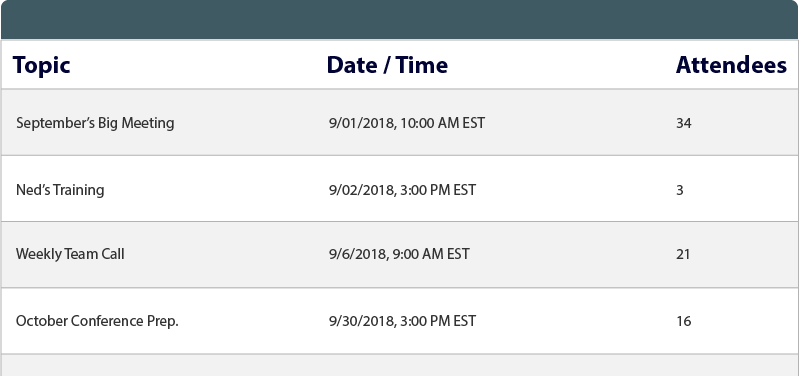 Topic Date / Time Attendees
September’s Big Meeting 9/01/2018, 10:00 AM EST 34
Ned’s Training 9/02/2018, 3:00 PM EST 3
Weekly Team Call 9/6/2018, 9:00 AM EST 21
October Conference Prep. 9/30/2018, 3:00 PM EST 16